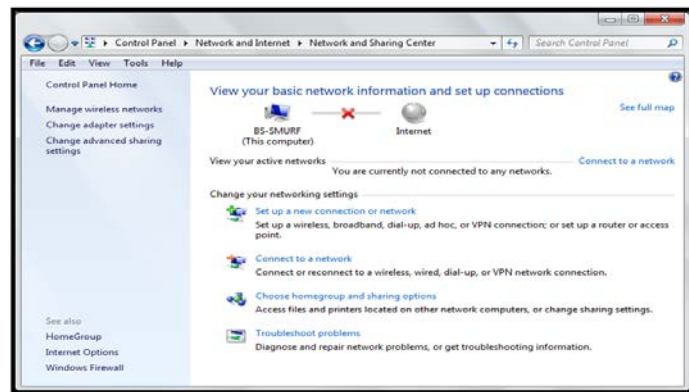 Control Panel ▸ Network and Internet ▸ Network and Sharing Center
Search Control Panel
File Edit View Tools Help
Control Panel Home
Manage wireless networks
Change adapter settings
Change advanced sharing
settings
See also
HomeGroup
Internet Options
Windows Firewall
View your basic network information and set up connections
See full map
BS-SMURF
(This computer)
Internet
View your active networks
Connect to a network
You are currently not connected to any networks.
Change your networking settings
Set up a new connection or network
Set up a wireless, broadband, dial-up, ad hoc, or VPN connection; or set up a router or access
point.
Connect to a network
Connect or reconnect to a wireless, wired, dial-up, or VPN network connection.
Choose homegroup and sharing options
Access files and printers located on other network computers, or change sharing settings.
Troubleshoot problems
Diagnose and repair network problems, or get troubleshooting information.